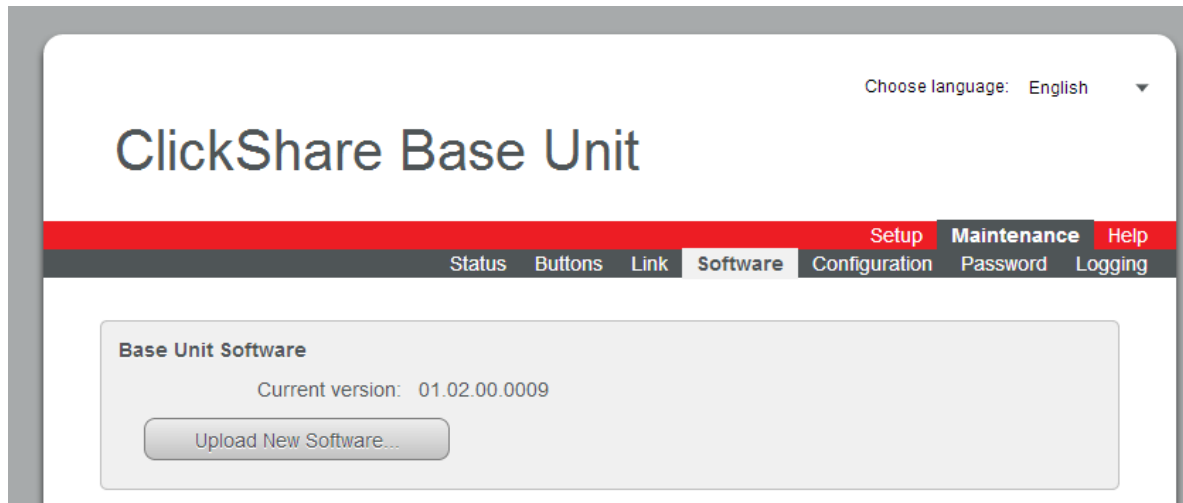 Choose language: English
ClickShare Base Unit
Setup Maintenance Help
Status Buttons Link Software Configuration Password Logging
Base Unit Software
Current version: 01.02.00.0009
Upload New Software...